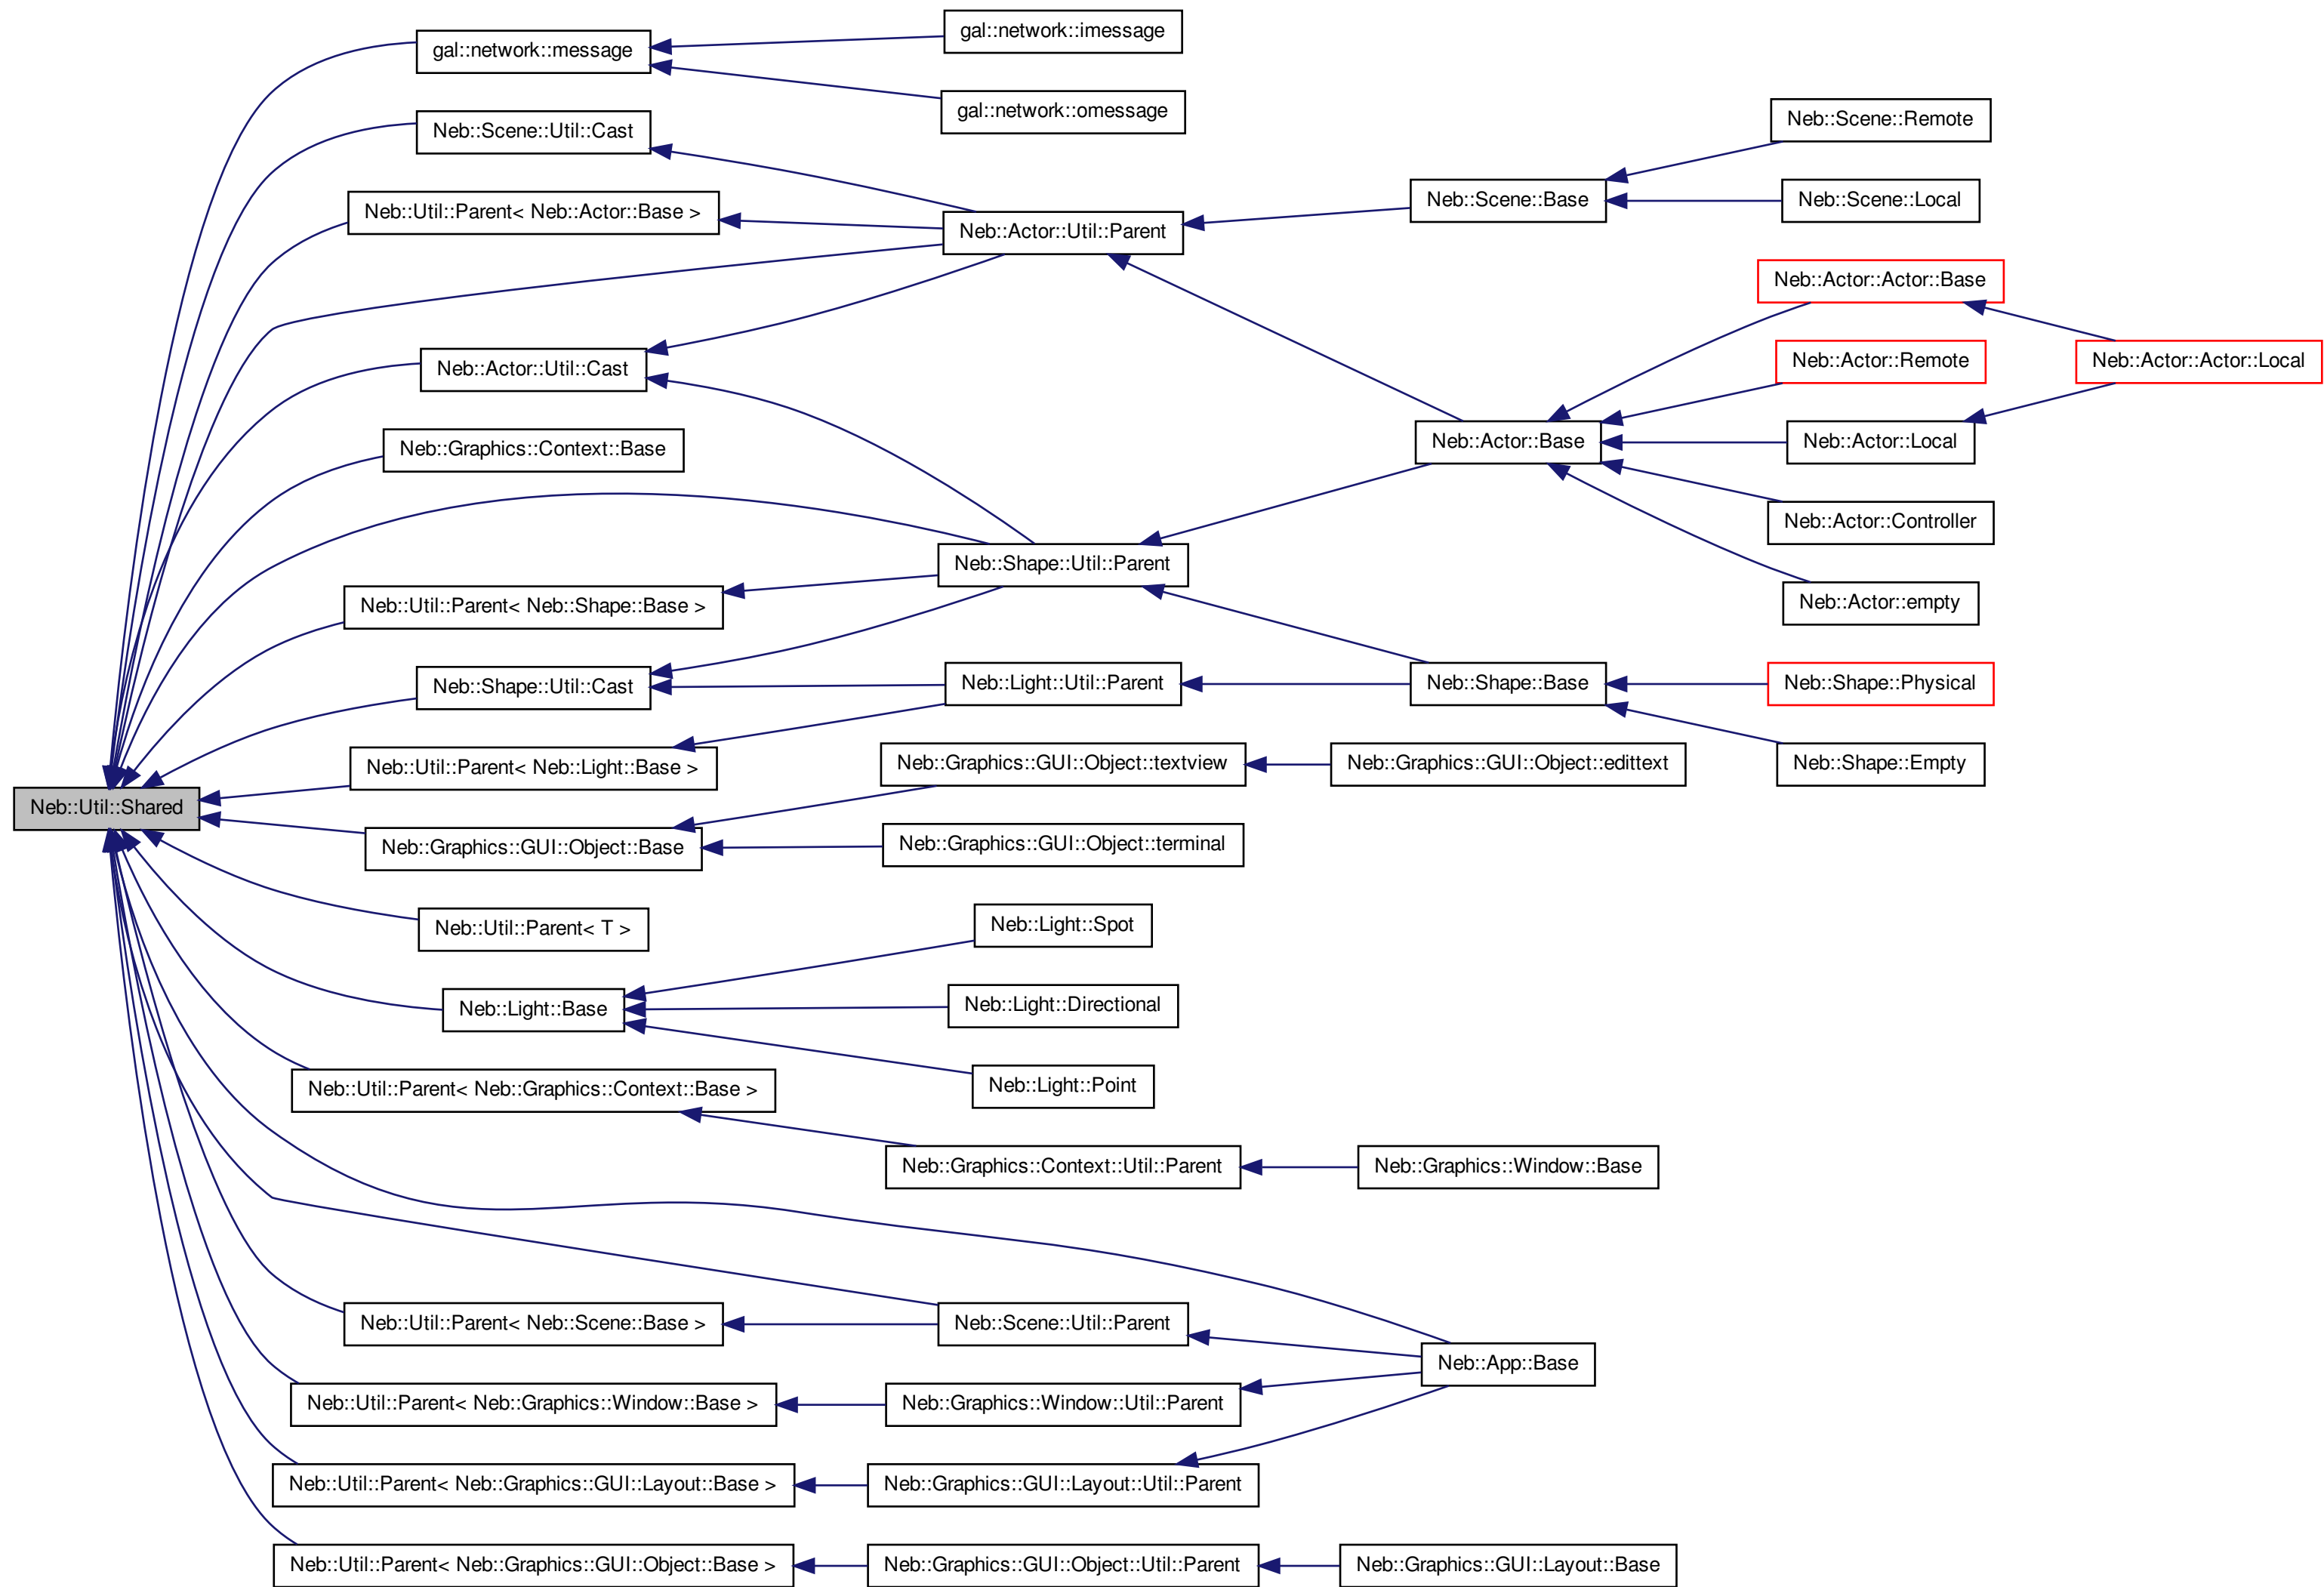 gal::network::imessage
gal::network::message
gal::network::omessage
Neb::Scene::Remote
Neb::Scene::Util::Cast
Neb::Scene::Base
Neb::Scene::Local
Neb::Util::Parent< Neb::Actor::Base >
Neb::Actor::Util::Parent
Neb::Actor::Actor::Base
Neb::Actor::Util::Cast
Neb::Actor::Remote
Neb::Actor::Actor::Local
Neb::Graphics::Context::Base
Neb::Actor::Base
Neb::Actor::Local
Neb::Actor::Controller
Neb::Shape::Util::Parent
Neb::Util::Parent< Neb::Shape::Base >
Neb::Actor::empty
Neb::Shape::Util::Cast
Neb::Light::Util::Parent
Neb::Shape::Base
Neb::Shape::Physical
Neb::Util::Parent< Neb::Light::Base >
Neb::Graphics::GUI::Object::textview
Neb::Graphics::GUI::Object::edittext
Neb::Shape::Empty
Neb::Util::Shared
Neb::Graphics::GUI::Object::Base
Neb::Graphics::GUI::Object::terminal
Neb::Util::Parent< T >
Neb::Light::Spot
Neb::Light::Base
Neb::Light::Directional
Neb::Util::Parent< Neb::Graphics::Context::Base >
Neb::Light::Point
Neb::Graphics::Context::Util::Parent
Neb::Graphics::Window::Base
Neb::Util::Parent< Neb::Scene::Base >
Neb::Scene::Util::Parent
Neb::App::Base
Neb::Util::Parent< Neb::Graphics::Window::Base >
Neb::Graphics::Window::Util::Parent
Neb::Util::Parent< Neb::Graphics::GUI::Layout::Base >
Neb::Graphics::GUI::Layout::Util::Parent
Neb::Util::Parent< Neb::Graphics::GUI::Object::Base >
Neb::Graphics::GUI::Object::Util::Parent
Neb::Graphics::GUI::Layout::Base